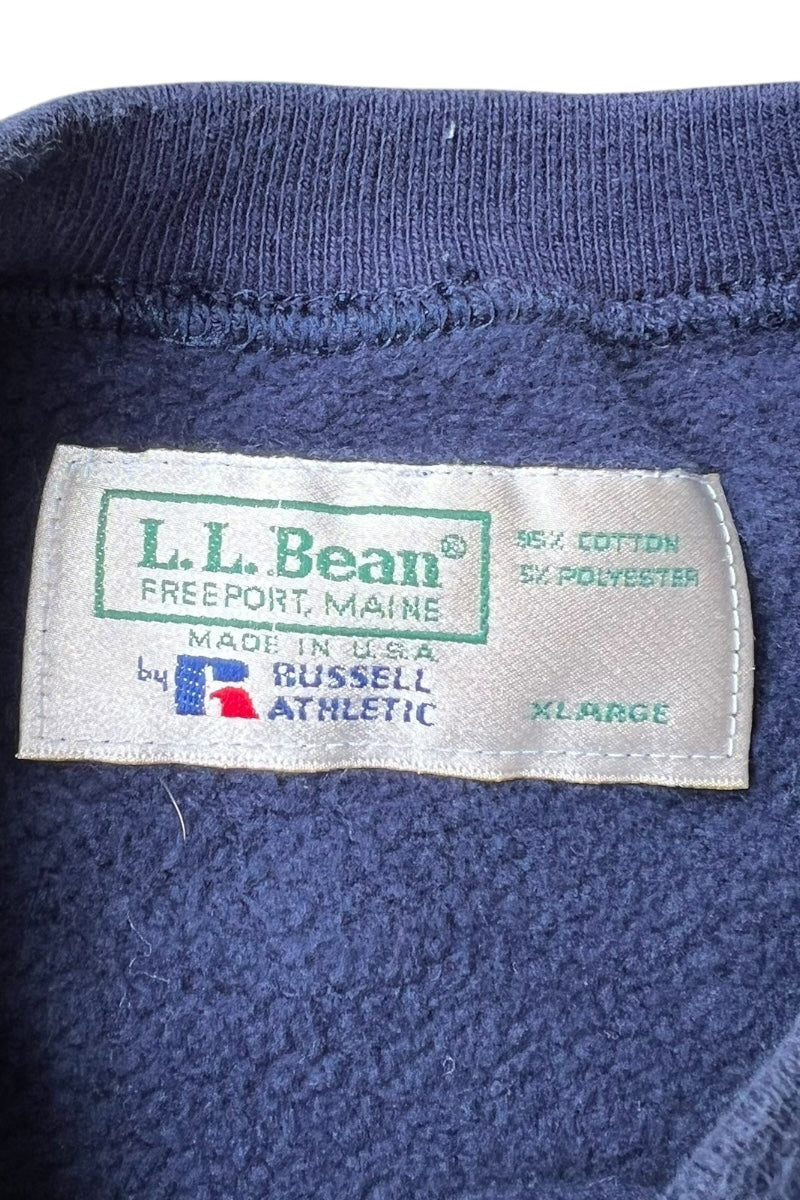 L.L.Bean®
FREEPORT, MAINE
MADE IN U.S.A.
by RUSSELL
ATHLETIC
95% COTTON
5% POLYESTER
XLARGE